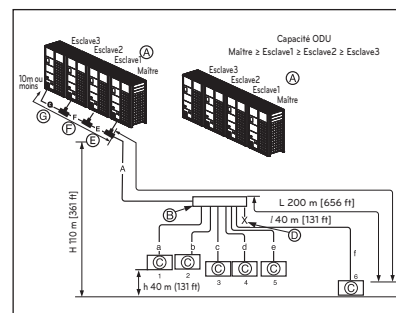 Esclave3
Esclave2
Esclave1
Maître
A
10m ou
moins
G
F
E
G
F
E
A
Capacité ODU
Maître ≥ Esclave1 ≥ Esclave2 ≥ Esclave3
Esclave3
Esclave2
Esclave1
Maître
A
H 110 m [361 ft]
B
L 200 m [656 ft]
l 40 m [131 ft]
X
D
a
b
c
d
e
f
C
C
C
C
C
C
1
2
3
4
5
6
h 40 m (131 ft)